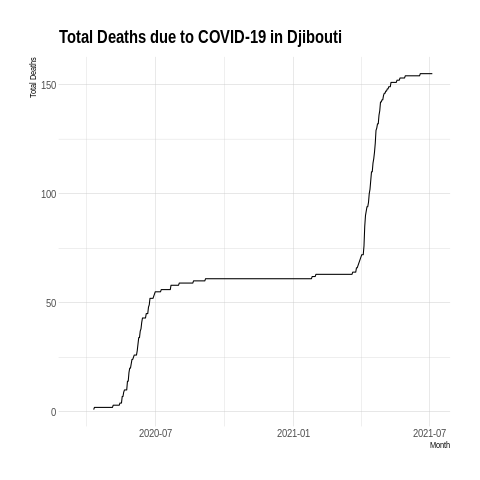 Total Deaths due to COVID-19 in Djibouti
Total Deaths
150
100
50
0
2020-07 2021-01 2021-07
Month